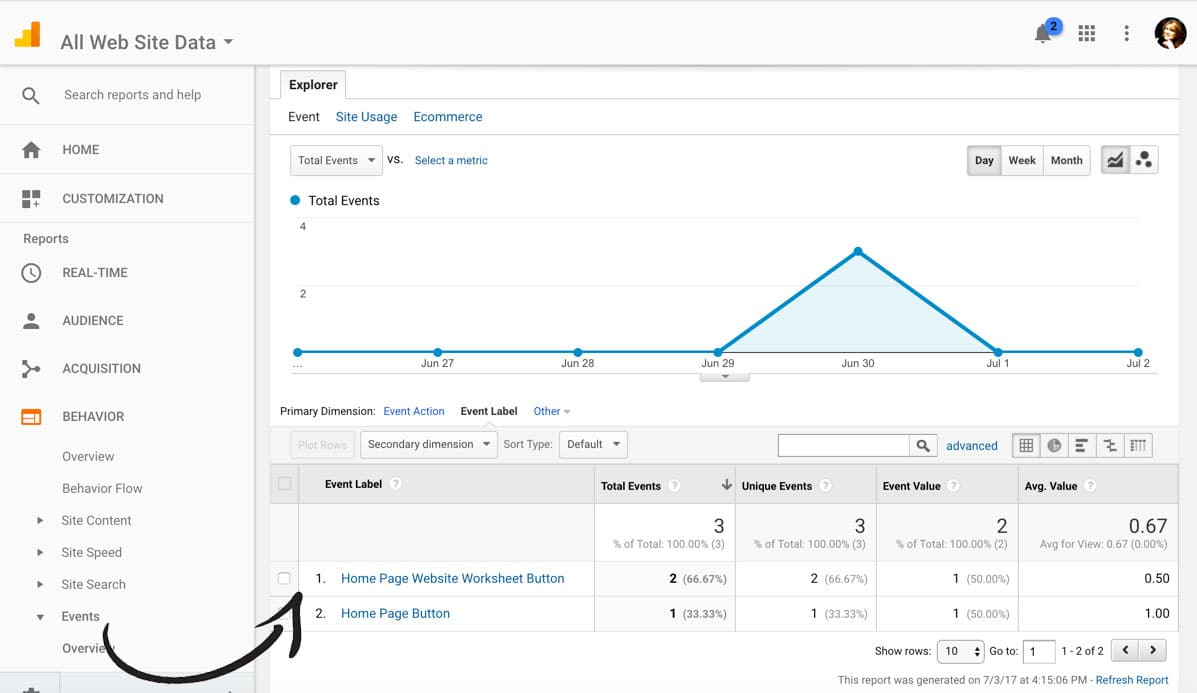 All Web Site Data
2
Search reports and help
HOME
CUSTOMIZATION
Reports
REAL-TIME
AUDIENCE
ACQUISITION
BEHAVIOR
Overview
Behavior Flow
Site Content
Site Speed
Site Search
Events
Overview
Explorer
Event Site Usage Ecommerce
Total Events vs. Select a metric
Day Week Month
Total Events
4
2
... Jun 27 Jun 28 Jun 29 Jun 30 Jul 1 Jul 2
Primary Dimension: Event Action Event Label Other
Plot Rows Secondary dimension Sort Type: Default advanced
Event Label ? Total Events ? Unique Events ? Event Value ? Avg. Value ?
3 3 2 0.67
% of Total: 100.00% (3) % of Total: 100.00% (3) % of Total: 100.00% (2) Avg for View: 0.67 (0.00%)
1. Home Page Website Worksheet Button 2 (66.67%) 2 (66.67%) 1 (50.00%) 0.50
2. Home Page Button 1 (33.33%) 1 (33.33%) 1 (50.00%) 1.00
Show rows: 10 Go to: 1 1 - 2 of 2
This report was generated on 7/3/17 at 4:15:06 PM - Refresh Report